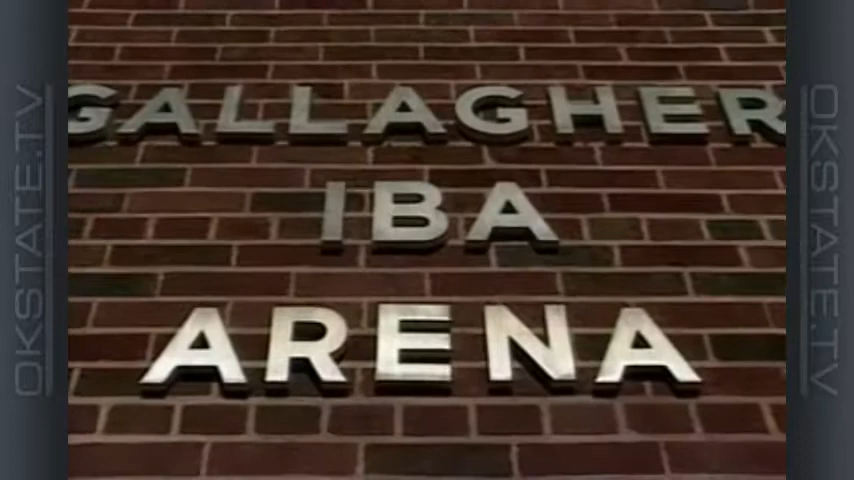 GALLAGHER
IBA
ARENA
OKSTATE.TV
OKSTATE.TV